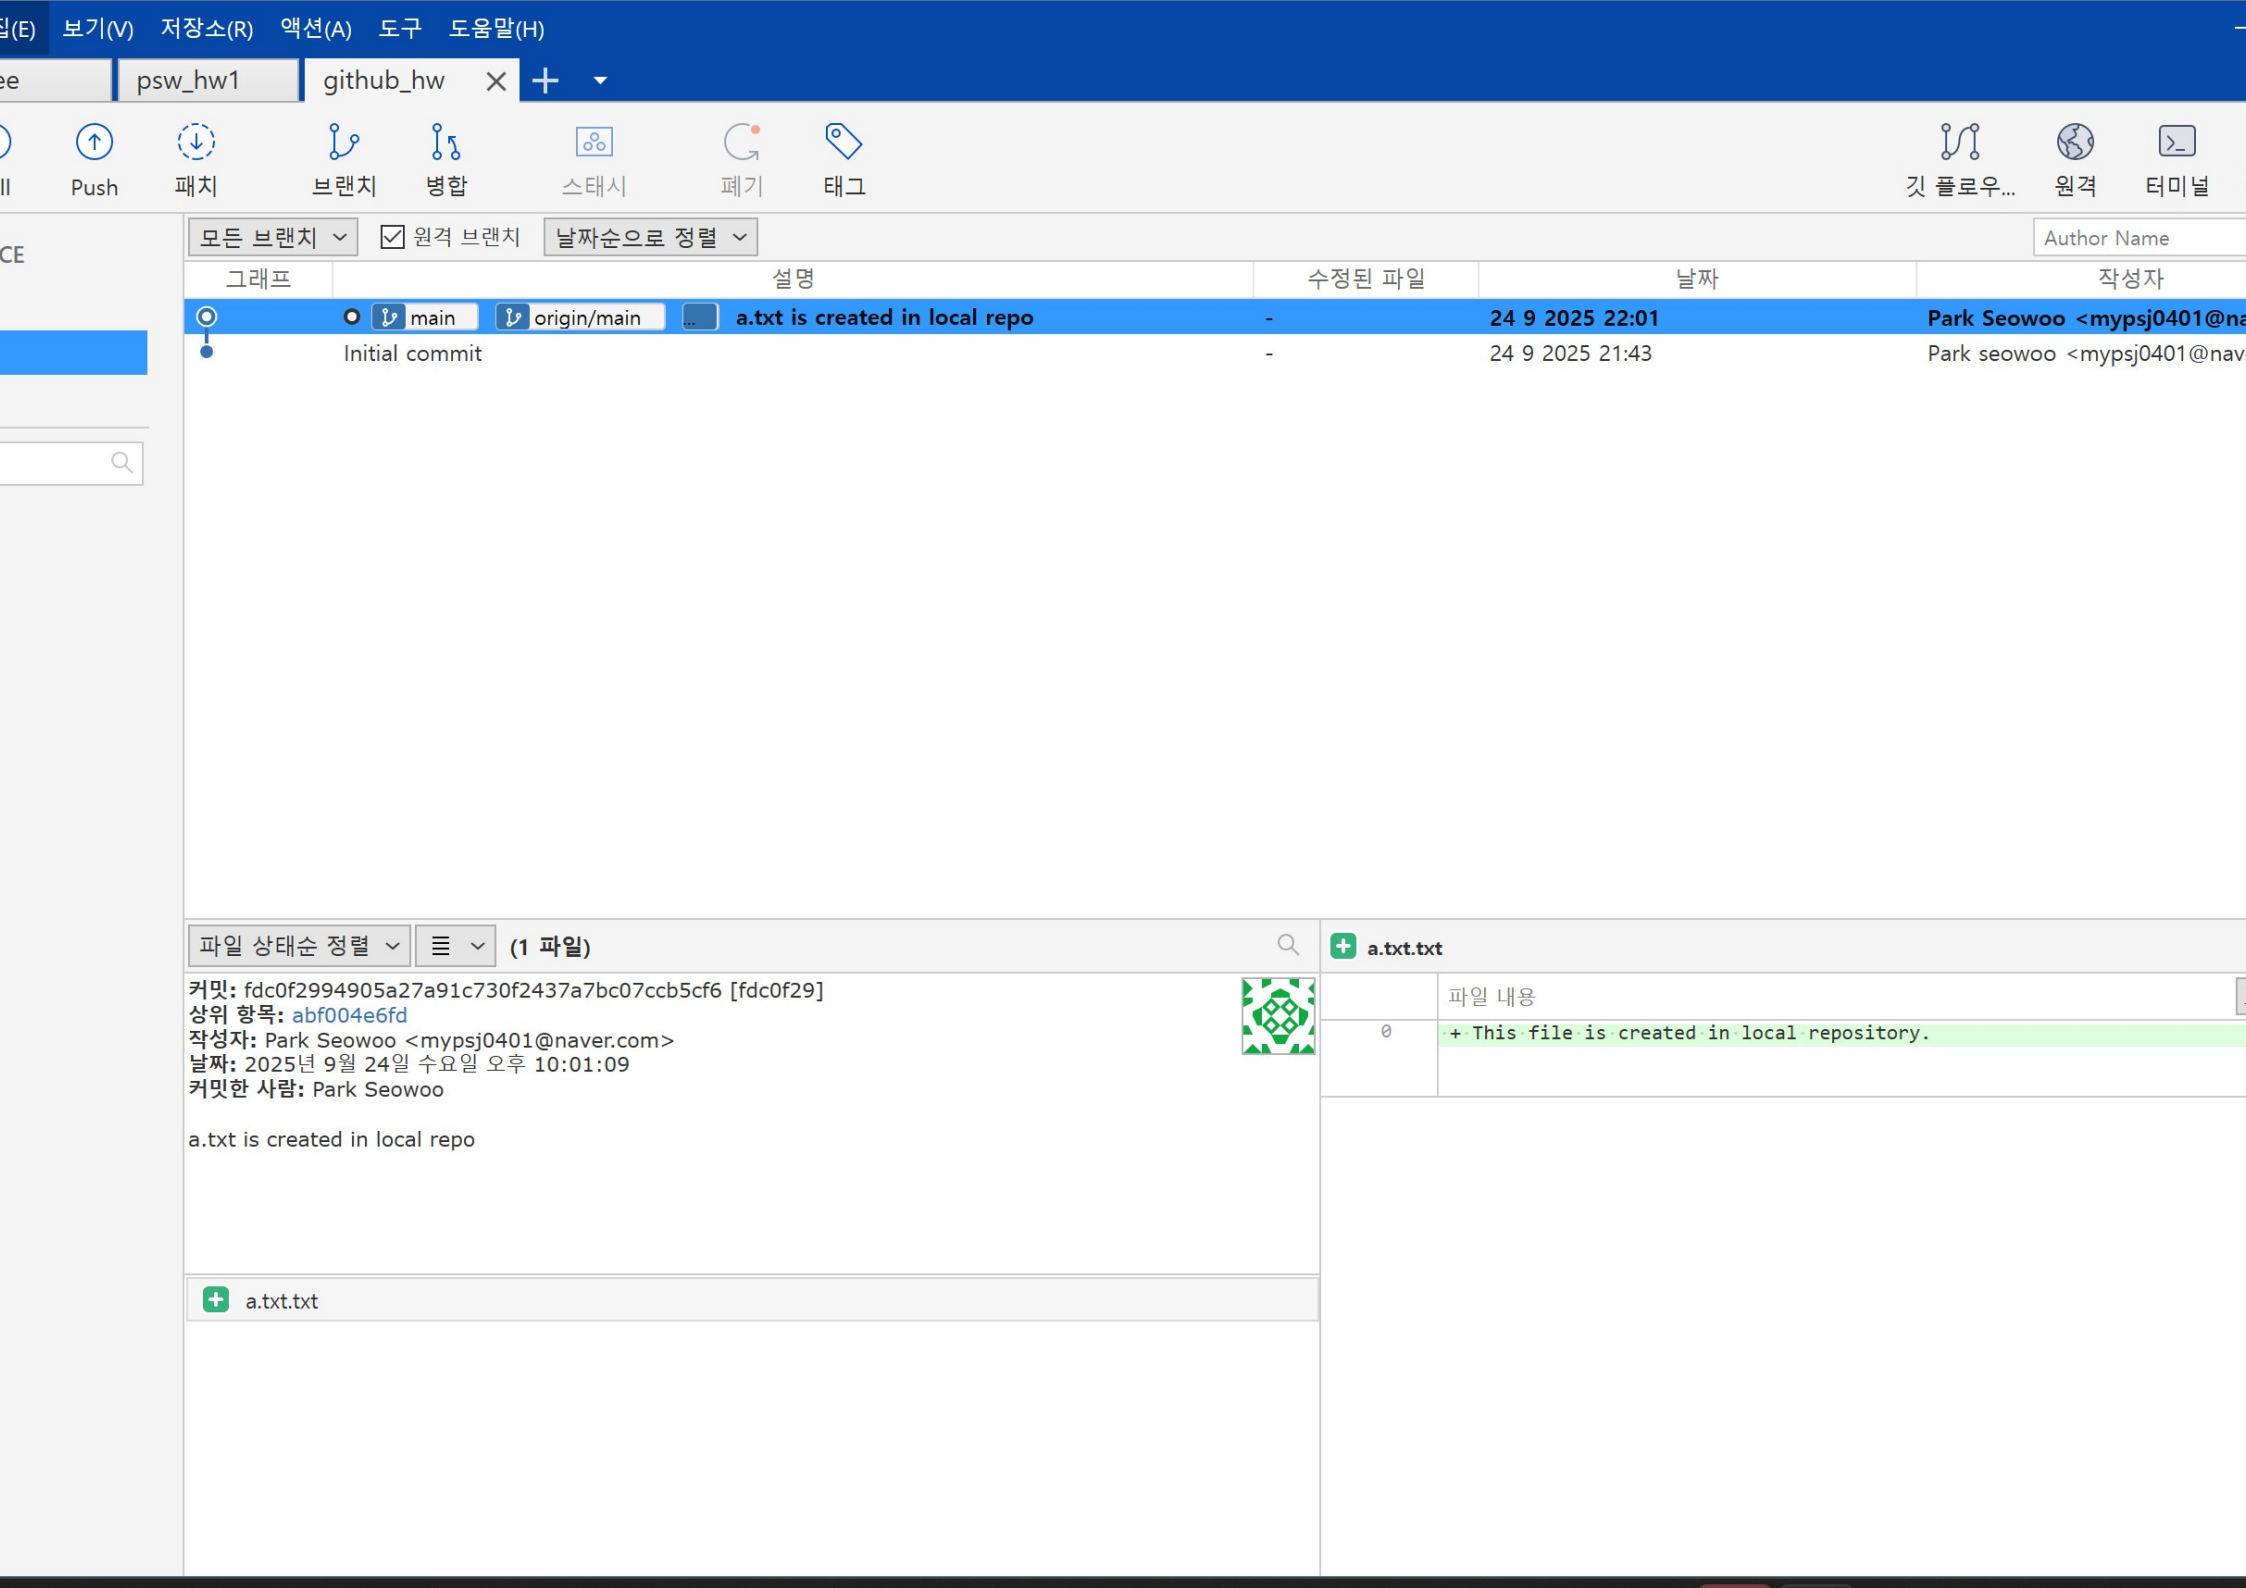 집(E) 보기(V) 저장소(R) 액션(A) 도구 도움말(H)
ee psw_hw1 github_hw
ll Push 패치 브랜치 병합 스태시 폐기 태그 깃 플로우... 원격 터미널
CE
모든 브랜치 원격 브랜치 날짜순으로 정렬 Author Name
그래프 설명 수정된 파일 날짜 작성자
main origin/main ... a.txt is created in local repo - 24 9 2025 22:01 Park Seowoo <mypsj0401@na
Initial commit - 24 9 2025 21:43 Park seowoo <mypsj0401@nav
파일 상태순 정렬 (1 파일)
커밋: fdc0f2994905a27a91c730f2437a7bc07ccb5cf6 [fdc0f29]
상위 항목: abf004e6fd
작성자: Park Seowoo <mypsj0401@naver.com>
날짜: 2025년 9월 24일 수요일 오후 10:01:09
커밋한 사람: Park Seowoo
a.txt is created in local repo
a.txt.txt
a.txt.txt
파일 내용
0 + This file is created in local repository.